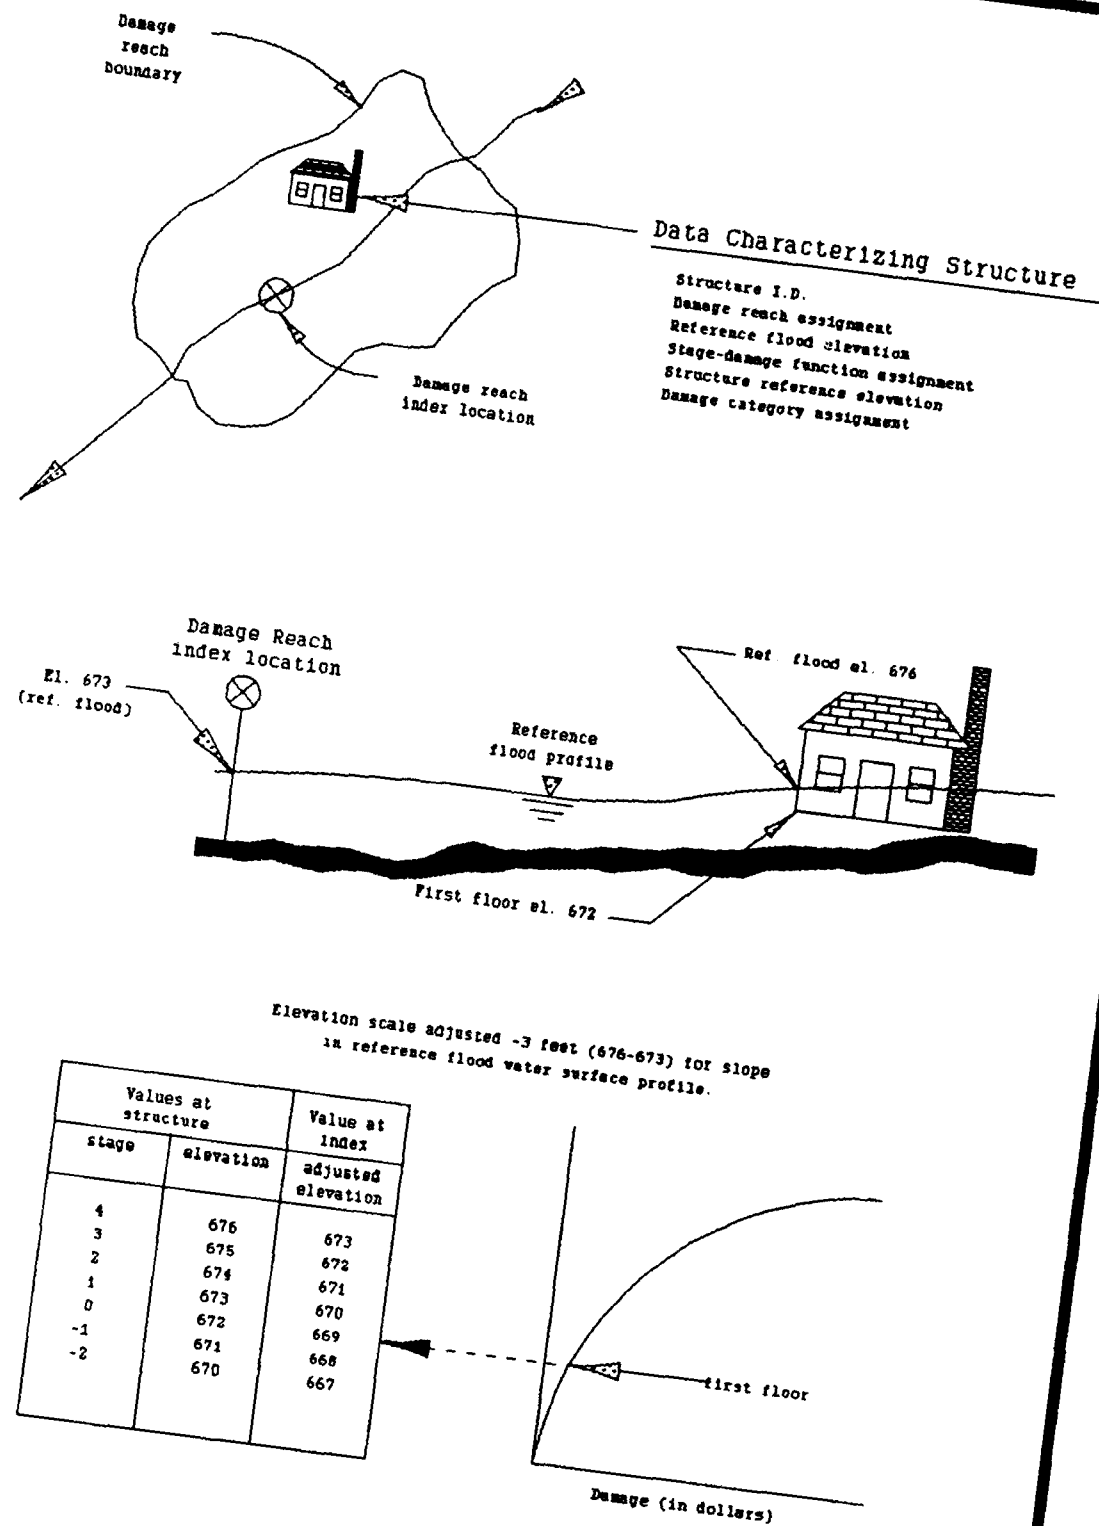 Damage
reach
boundary
Data Characterizing Structure
Structure I.D.
Damage reach assignment
Reference flood elevation
Stage-damage function assignment
Structure reference elevation
Damage category assignment
Damage reach
index location
Damage Reach
index location
El. 673
(ref. flood)
Reference
flood profile
Ref. flood el. 676
First floor el. 672
Elevation scale adjusted -3 feet (676-673) for slope
in reference flood water surface profile.
Values at
structure
Value at
index
stage
elevation
adjusted
elevation
4 676 673
3 675 672
2 674 671
1 673 670
0 672 669
-1 671 668
-2 670 667
first floor
Damage (in dollars)